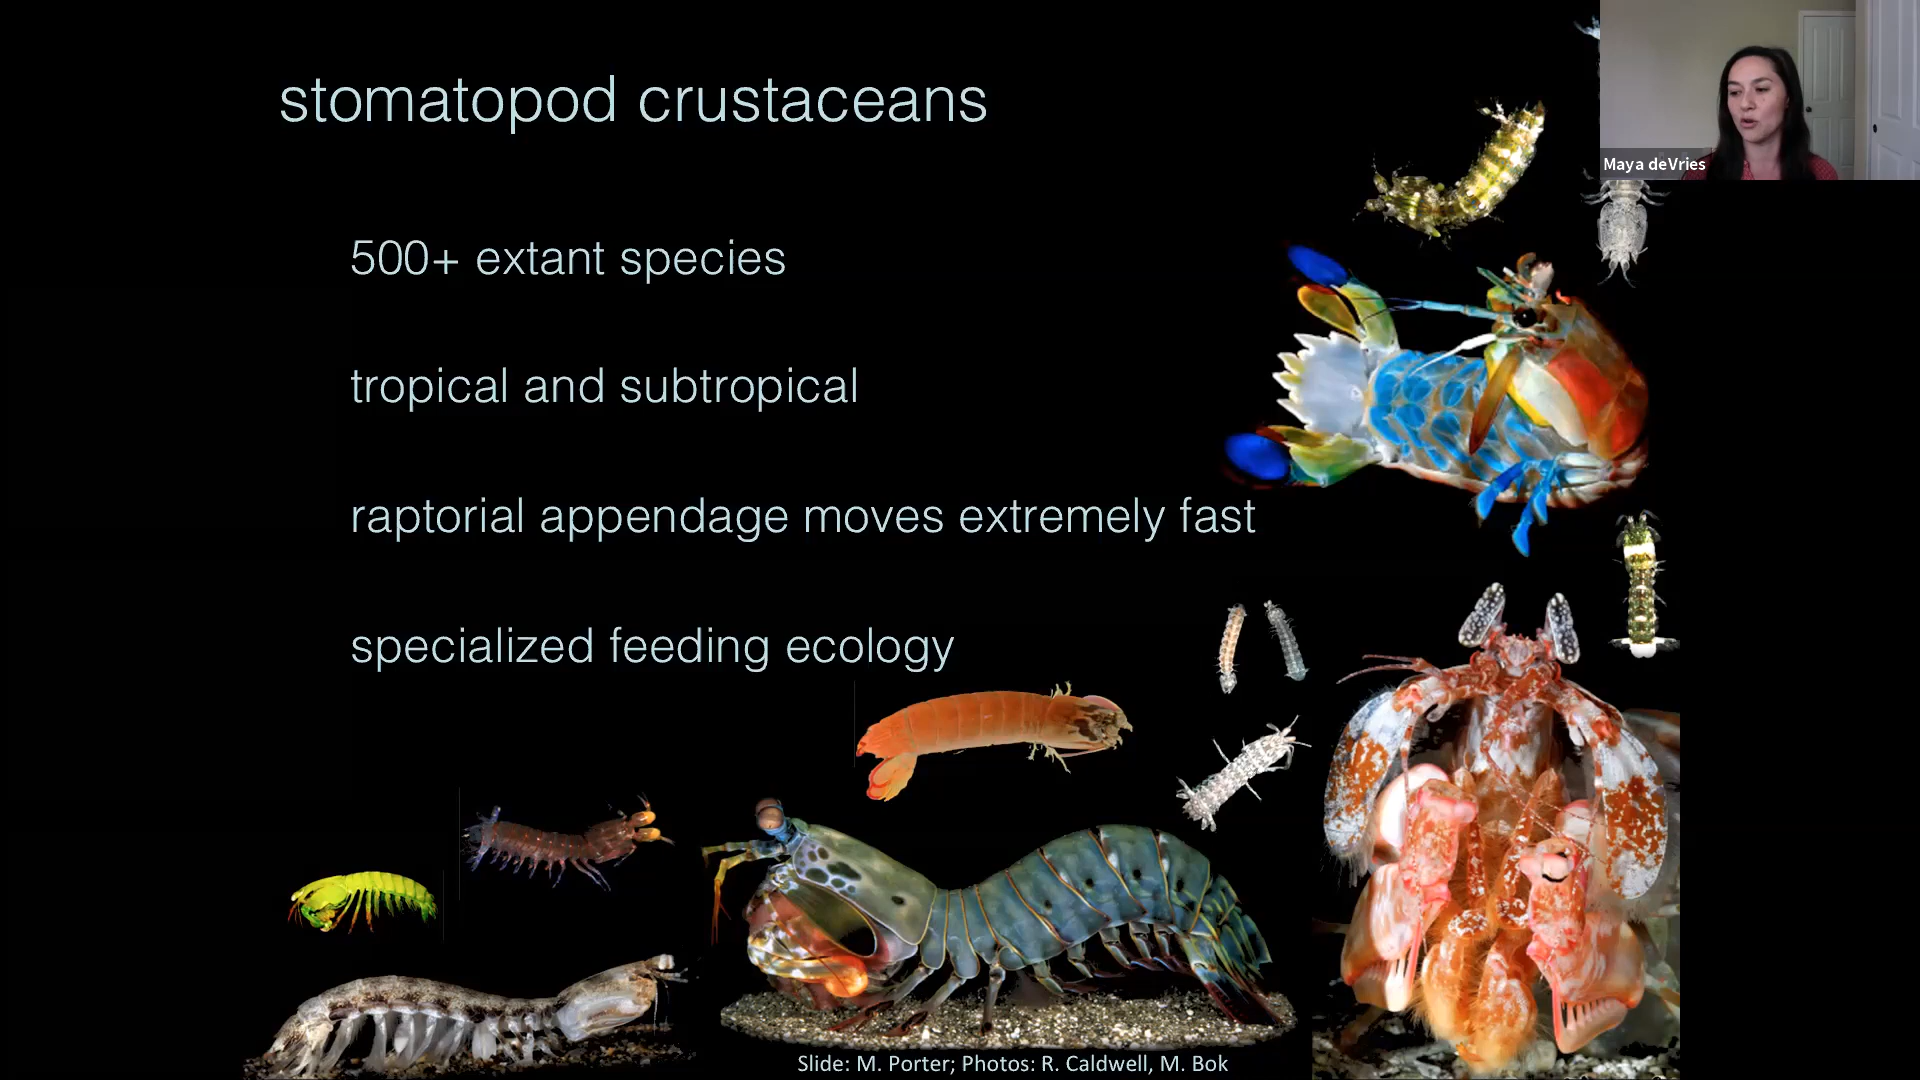 stomatopod crustaceans
Maya deVries
500+ extant species
tropical and subtropical
raptorial appendage moves extremely fast
specialized feeding ecology
Slide: M. Porter; Photos: R. Caldwell, M. Bok